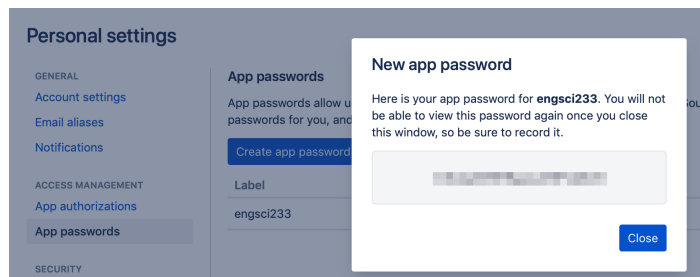 Personal settings
GENERAL
Account settings
Email aliases
Notifications
ACCESS MANAGEMENT
App authorizations
App passwords
SECURITY
App passwords
App passwords allow u
passwords for you, and
Create app password
Label
engsci233
New app password
Here is your app password for engsci233. You will not
be able to view this password again once you close
this window, so be sure to record it.
Close